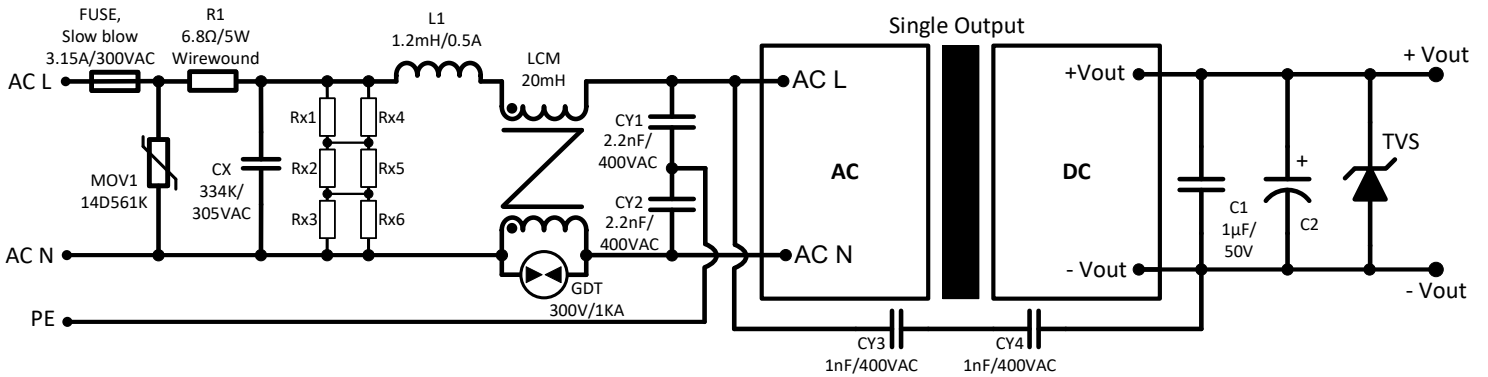 FUSE,
Slow blow
3.15A/300VAC
R1
6.8Ω/5W
Wirewound
L1
1.2mH/0.5A
LCM
20mH
Single Output
AC L
AC L
+Vout
+ Vout
Rx1
Rx4
CY1
2.2nF/
400VAC
TVS
MOV1
14D561K
CX
334K/
305VAC
Rx2
Rx5
AC
DC
+
Rx3
Rx6
CY2
2.2nF/
400VAC
C1
1µF/
50V
C2
AC N
AC N
- Vout
- Vout
GDT
300V/1KA
PE
CY3
1nF/400VAC
CY4
1nF/400VAC